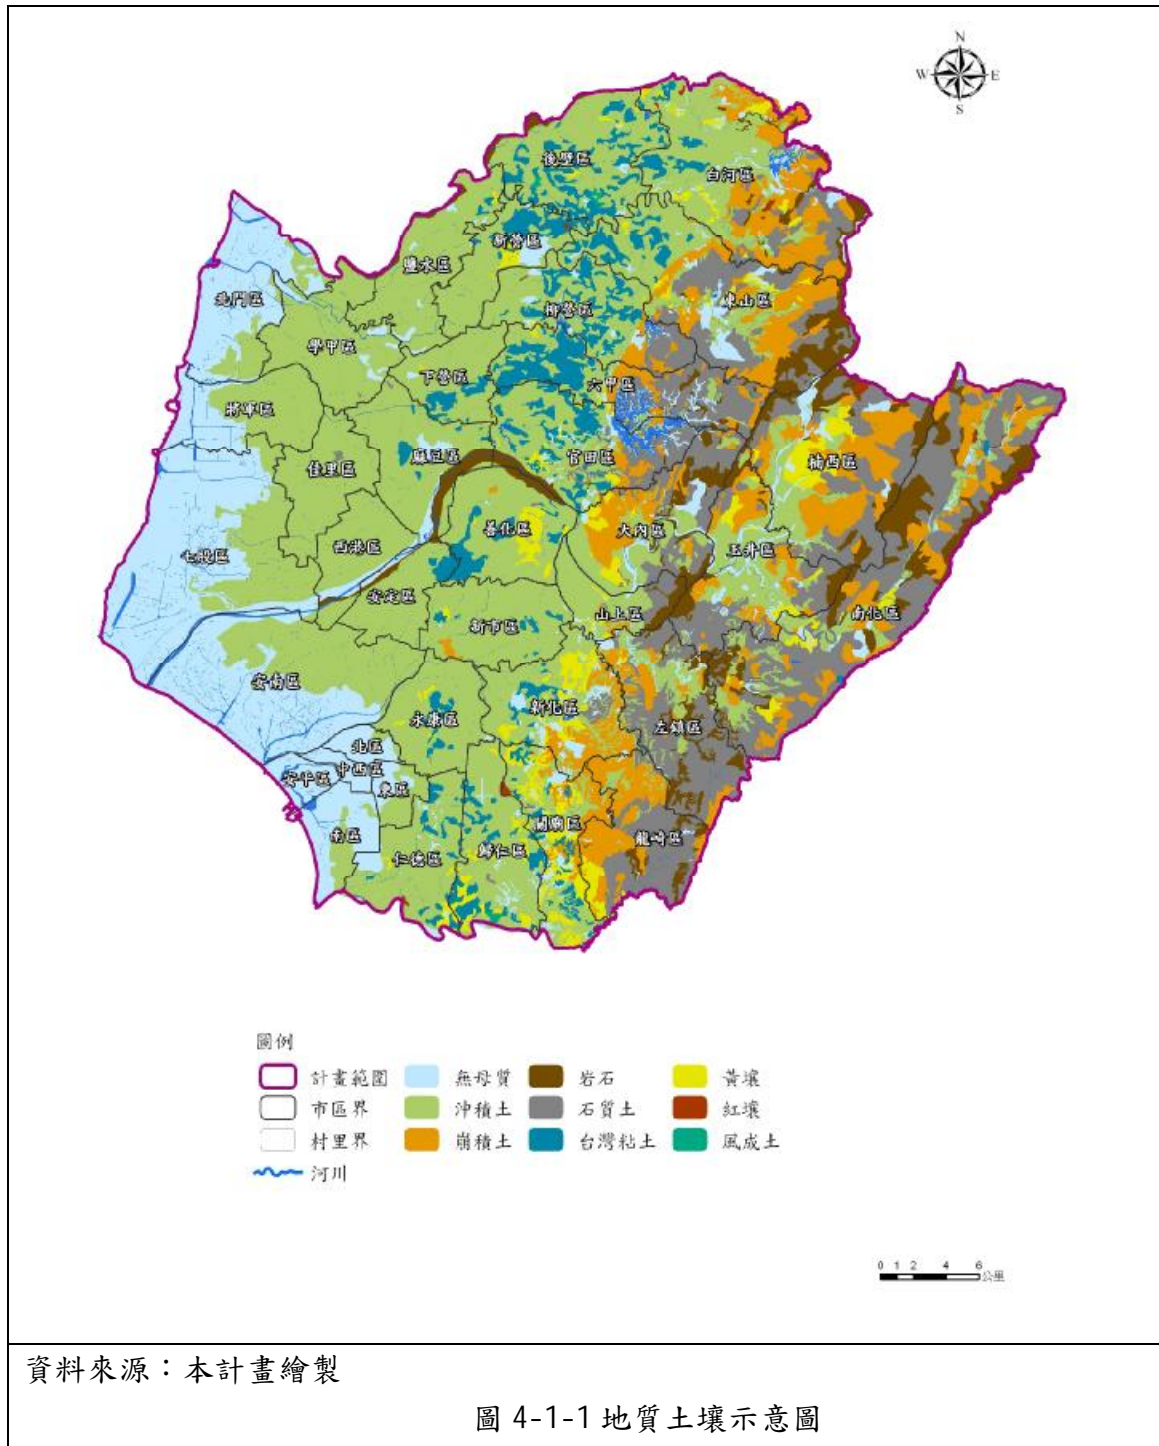 N
W E
S
後壁區
白河區
新營區
鹽水區
北門區
東山區
柳營區
學甲區
下營區
六甲區
將軍區
麻豆區
官田區
佳里區
楠西區
善化區
大內區
西港區
玉井區
七股區
安定區
山上區
南化區
新市區
安南區
永康區
新化區
左鎮區
北區
中西區
安平區
東區
南區
關廟區
龍崎區
仁德區
歸仁區
圖例
計畫範圍 無母質 岩石 黃壤
市區界 沖積土 石質土 紅壤
村里界 崩積土 台灣粘土 風成土
河川
0 1 2 4 6
公里
資料來源：本計畫繪製
圖 4-1-1 地質土壤示意圖